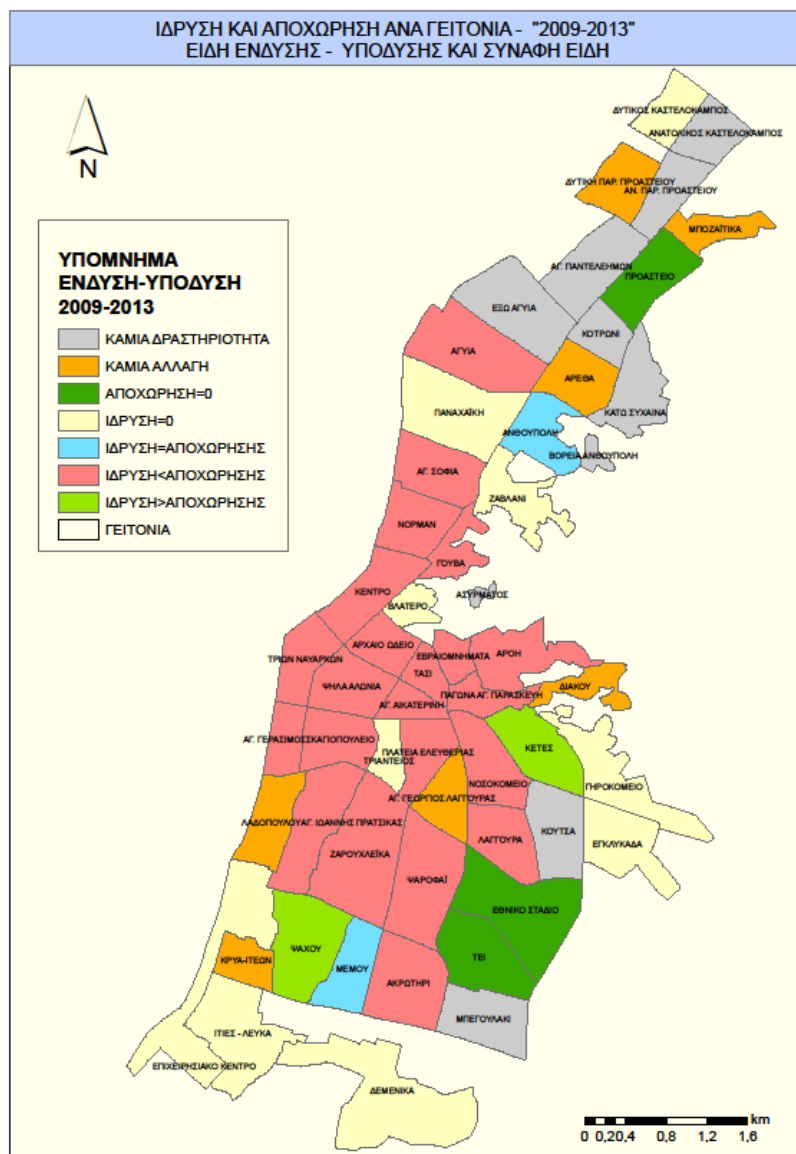 ΙΔΡΥΣΗ ΚΑΙ ΑΠΟΧΩΡΗΣΗ ΑΝΑ ΓΕΙΤΟΝΙΑ - "2009-2013"
ΕΙΔΗ ΕΝΔΥΣΗΣ - ΥΠΟΔΥΣΗΣ ΚΑΙ ΣΥΝΑΦΗ ΕΙΔΗ
N
ΥΠΟΜΝΗΜΑ
ΕΝΔΥΣΗ-ΥΠΟΔΥΣΗ
2009-2013
ΚΑΜΙΑ ΔΡΑΣΤΗΡΙΟΤΗΤΑ
ΚΑΜΙΑ ΑΛΛΑΓΗ
ΑΠΟΧΩΡΗΣΗ=0
ΙΔΡΥΣΗ=0
ΙΔΡΥΣΗ=ΑΠΟΧΩΡΗΣΗΣ
ΙΔΡΥΣΗ<ΑΠΟΧΩΡΗΣΗΣ
ΙΔΡΥΣΗ>ΑΠΟΧΩΡΗΣΗΣ
ΓΕΙΤΟΝΙΑ
ΔΥΤΙΚΟΣ ΚΑΣΤΕΛΟΚΑΜΠΟΣ
ΑΝΑΤΟΛΙΚΟΣ ΚΑΣΤΕΛΟΚΑΜΠΟΣ
ΔΥΤΙΚΗ ΠΑΡ. ΠΡΟΑΣΤΕΙΟΥ
ΑΝ. ΠΑΡ. ΠΡΟΑΣΤΕΙΟΥ
ΜΠΟΖΑΪΤΙΚΑ
ΑΓ. ΠΑΝΤΕΛΕΗΜΩΝ
ΠΡΟΑΣΤΕΙΟ
ΕΞΩ ΑΓΥΙΑ
ΚΟΤΡΩΝΙ
ΑΓΥΙΑ
ΑΡΕΘΑ
ΚΑΤΩ ΣΥΧΑΙΝΑ
ΠΑΝΑΧΑΪΚΗ
ΑΝΘΟΥΠΟΛΗ
ΒΟΡΕΙΑ ΑΝΘΟΥΠΟΛΗ
ΑΓ. ΣΟΦΙΑ
ΖΑΒΛΑΝΙ
ΝΟΡΜΑΝ
ΓΟΥΒΑ
ΚΕΝΤΡΟ
ΑΣΥΡΜΑΤΟΣ
ΒΛΑΤΕΡΟ
ΑΡΧΑΙΟ ΩΔΕΙΟ
ΕΒΡΑΙΟΜΝΗΜΑΤΑ
ΑΡΟΗ
ΤΡΙΩΝ ΝΑΥΑΡΧΩΝ
ΤΑΣΙ
ΨΗΛΑ ΑΛΩΝΙΑ
ΠΑΓΩΝΑ
ΑΓ. ΠΑΡΑΣΚΕΥΗ
ΔΙΑΚΟΥ
ΑΓ. ΑΙΚΑΤΕΡΙΝΗ
ΑΓ. ΓΕΡΑΣΙΜΟΣ
ΣΚΑΓΙΟΠΟΥΛΕΙΟ
ΠΛΑΤΕΙΑ ΕΛΕΥΘΕΡΙΑΣ
ΤΡΙΑΝΤΕΙΟΣ
ΚΕΤΕΣ
ΝΟΣΟΚΟΜΕΙΟ
ΓΗΡΟΚΟΜΕΙΟ
ΑΓ. ΓΕΩΡΓΙΟΣ ΛΑΓΓΟΥΡΑΣ
ΛΑΔΟΠΟΥΛΟΥ
ΑΓ. ΙΩΑΝΝΗΣ ΠΡΑΤΣΙΚΑΣ
ΛΑΓΓΟΥΡΑ
ΚΟΥΤΣΑ
ΕΓΛΥΚΑΔΑ
ΖΑΡΟΥΧΛΕΪΚΑ
ΨΑΡΟΦΑΪ
ΕΘΝΙΚΟ ΣΤΑΔΙΟ
ΨΑΧΟΥ
ΤΕΙ
ΚΡΥΑ-ΙΤΕΩΝ
ΜΕΜΟΥ
ΑΚΡΩΤΗΡΙ
ΜΠΕΓΟΥΛΑΚΙ
ΙΤΙΕΣ - ΛΕΥΚΑ
ΕΠΙΧΕΙΡΗΣΙΑΚΟ ΚΕΝΤΡΟ
ΔΕΜΕΝΙΚΑ
km
0 0,20,4 0,8 1,2 1,6